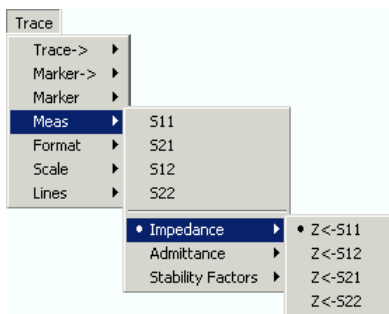 Trace
Trace->
Marker->
Marker
Meas
Format
Scale
Lines
S11
S21
S12
S22
Impedance
Admittance
Stability Factors
Z<-S11
Z<-S12
Z<-S21
Z<-S22